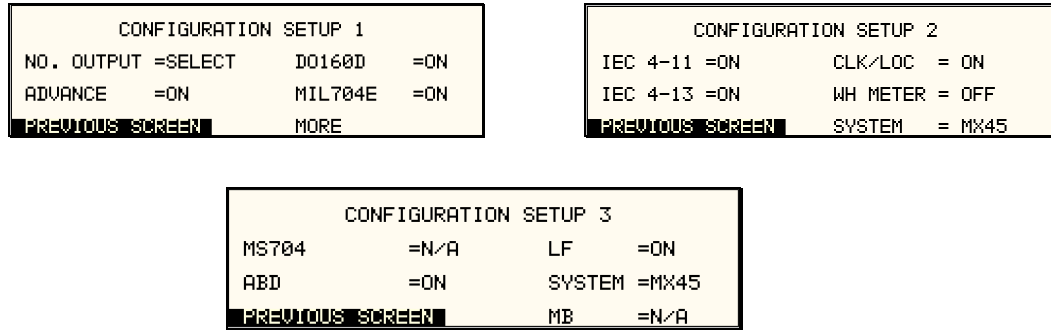 CONFIGURATION SETUP 1
NO. OUTPUT =SELECT DO160D =ON
ADVANCE =ON MIL704E =ON
PREVIOUS SCREEN MORE
CONFIGURATION SETUP 2
IEC 4-11 =ON CLK/LOC = ON
IEC 4-13 =ON WH METER = OFF
PREVIOUS SCREEN SYSTEM = MX45
CONFIGURATION SETUP 3
MS704 =N/A LF =ON
ABD =ON SYSTEM =MX45
PREVIOUS SCREEN MB =N/A